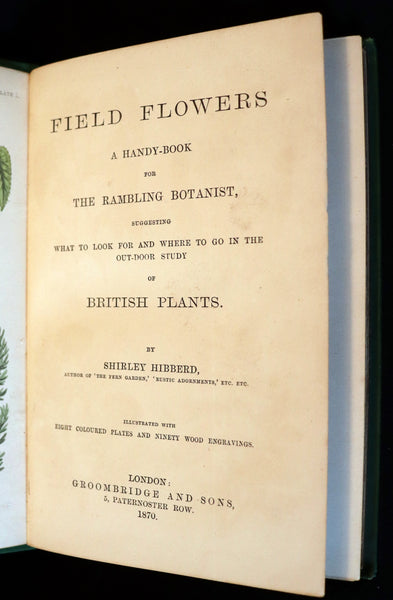 PLATE I.
FIELD FLOWERS
A HANDY-BOOK
FOR
THE RAMBLING BOTANIST,
SUGGESTING
WHAT TO LOOK FOR AND WHERE TO GO IN THE
OUT-DOOR STUDY
OF
BRITISH PLANTS.
BY
SHIRLEY HIBBERD,
AUTHOR OF 'THE FERN GARDEN,' 'RUSTIC ADORNMENTS,' ETC. ETC.
ILLUSTRATED WITH
EIGHT COLOURED PLATES AND NINETY WOOD ENGRAVINGS.
LONDON:
GROOMBRIDGE AND SONS,
5, PATERNOSTER ROW.
1870.